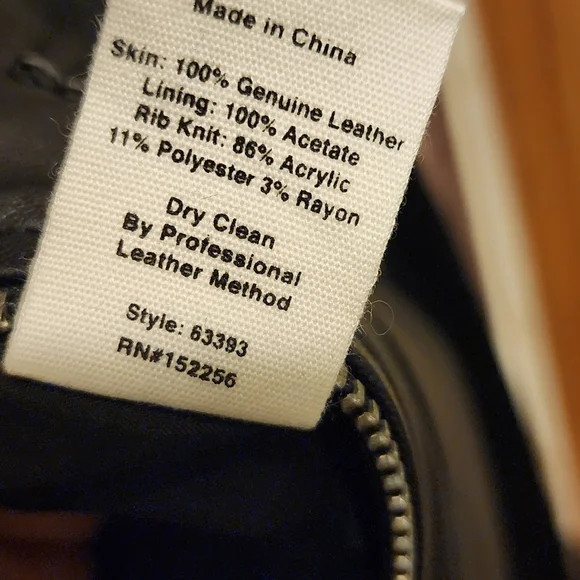 Made in China
Skin: 100% Genuine Leather
Lining: 100% Acetate
Rib Knit: 86% Acrylic
11% Polyester 3% Rayon
Dry Clean
By Professional
Leather Method
Style: 63393
RN#152256